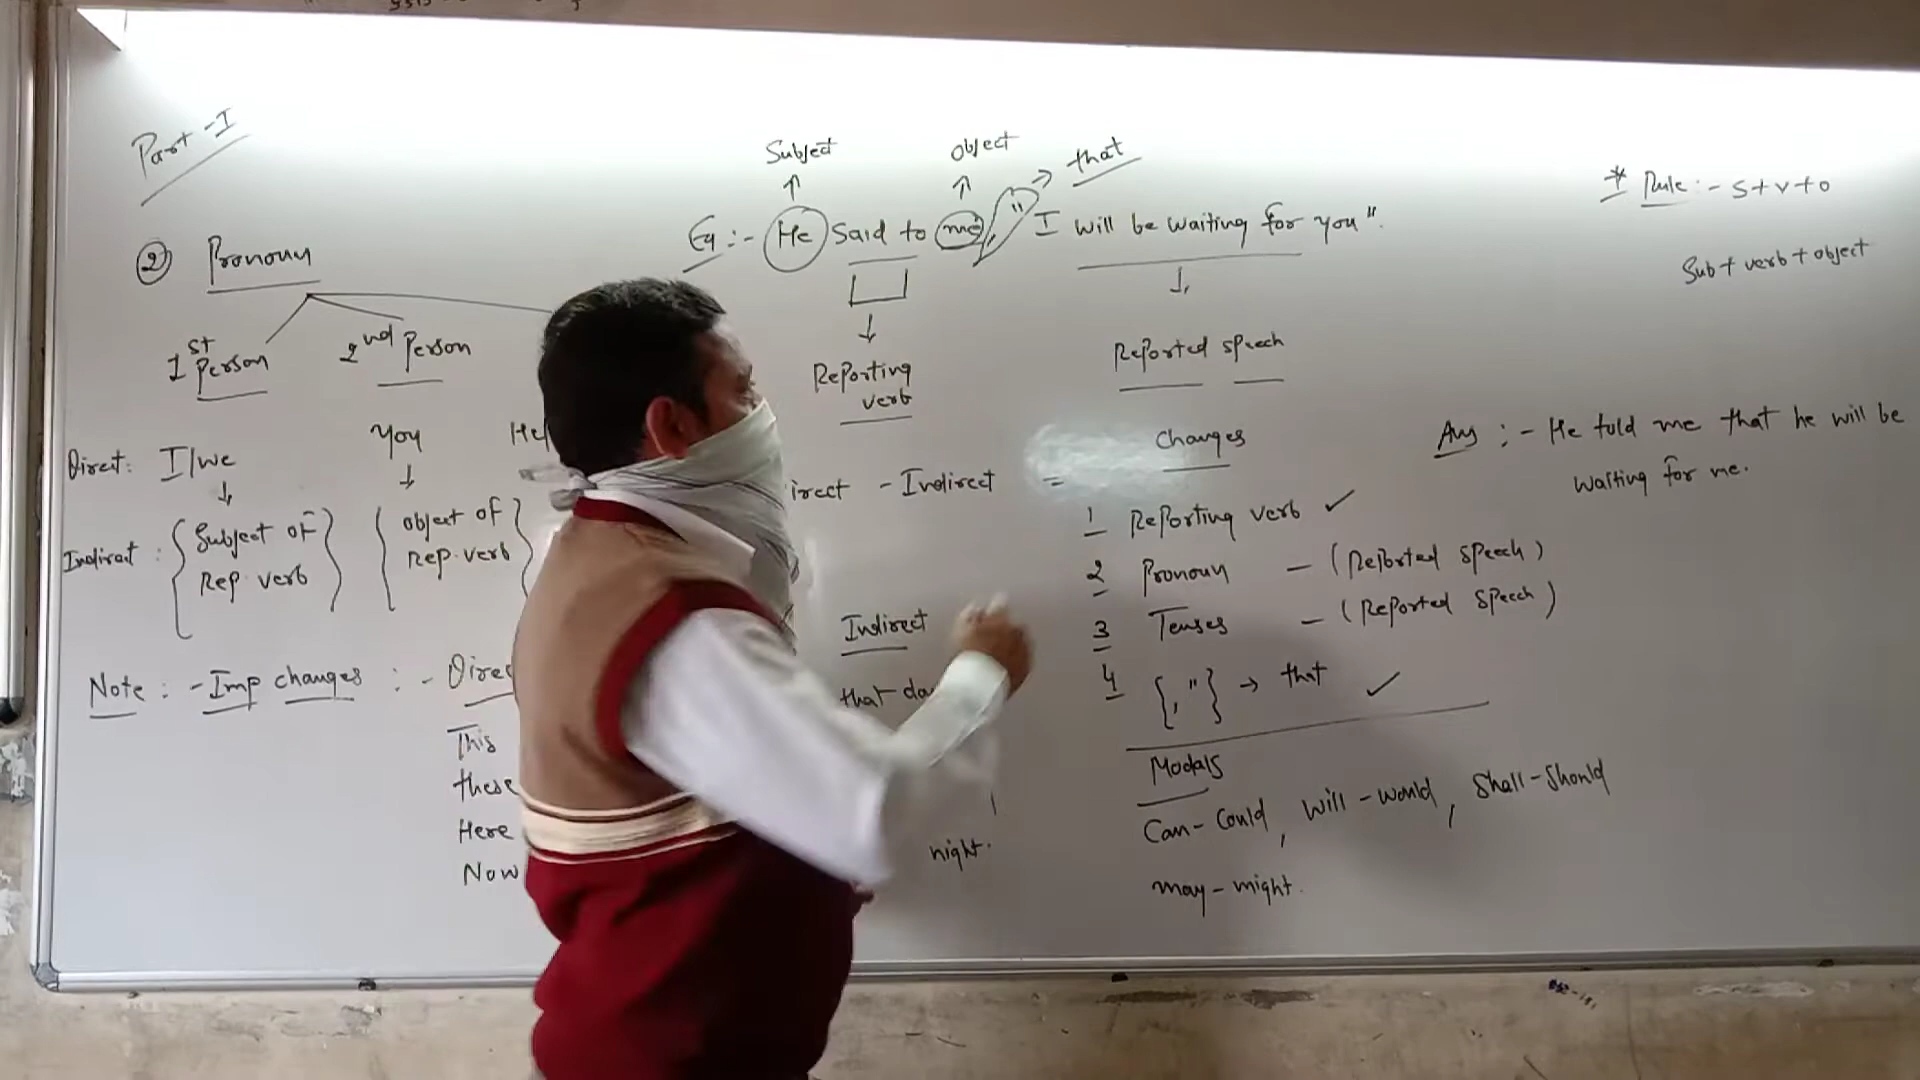 Part-I
Subject
object
that
Eg :- He Said to me, " I will be waiting for you".
* Rule :- S+V+O
Sub + verb + object
② Pronoun
1st Person
2nd Person
Reporting verb
Reported speech
Direct: I/we
You
He
Changes
Ans :- He told me that he will be
waiting for me.
irect - Indirect =
Indirect : {Subject of Rep. verb}
{object of Rep. verb}
1 Reporting verb ✓
2 Pronoun - (Reported speech)
3 Tenses - (Reported speech)
4 {, "} → that ✓
Note : - Imp changes : - Direc
Indirect
This
that da
these
Here
Now
night.
Modals
Can - Could, will - would, Shall - Should
may - might.